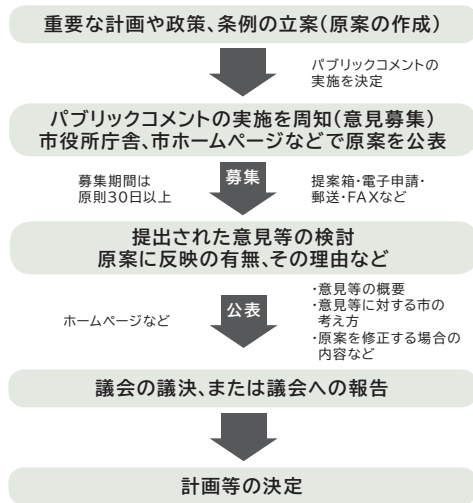 重要な計画や政策、条例の立案(原案の作成)
パブリックコメントの
実施を決定
パブリックコメントの実施を周知(意見募集)
市役所庁舎、市ホームページなどで原案を公表
募集期間は
原則30日以上
募集
提案箱・電子申請・
郵送・FAXなど
提出された意見等の検討
原案に反映の有無、その理由など
ホームページなど
公表
・意見等の概要
・意見等に対する市の
考え方
・原案を修正する場合の
内容など
議会の議決、または議会への報告
計画等の決定